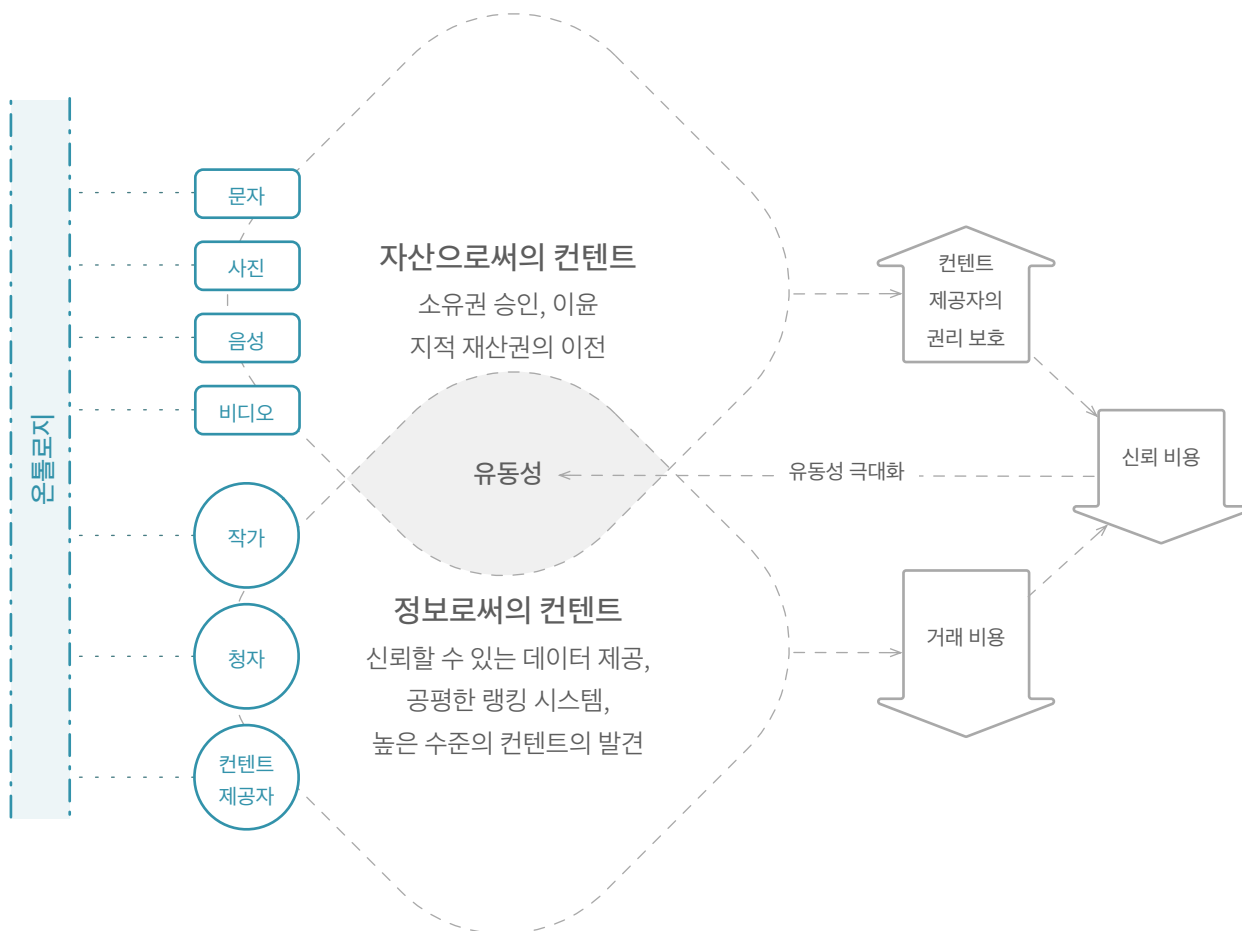 온톨로지
문자
사진
음성
비디오
작가
청자
컨텐트
제공자
자산으로써의 컨텐트
소유권 승인, 이윤
지적 재산권의 이전
유동성
정보로써의 컨텐트
신뢰할 수 있는 데이터 제공,
공평한 랭킹 시스템,
높은 수준의 컨텐트의 발견
컨텐트
제공자의
권리 보호
유동성 극대화
신뢰 비용
거래 비용